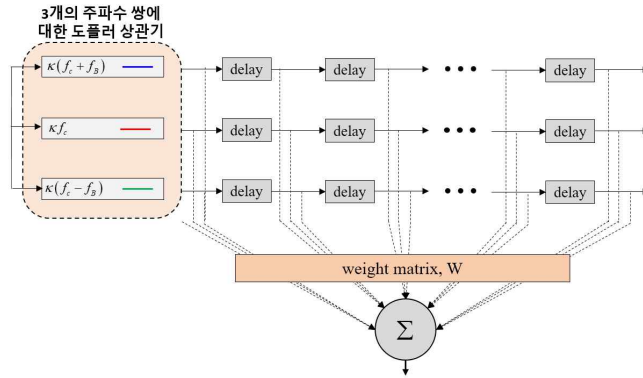 3개의 주파수 쌍에
대한 도플러 상관기
κ(f_c + f_B)
delay delay ••• delay
κf_c
delay delay ••• delay
κ(f_c − f_B)
delay delay ••• delay
weight matrix, W
Σ